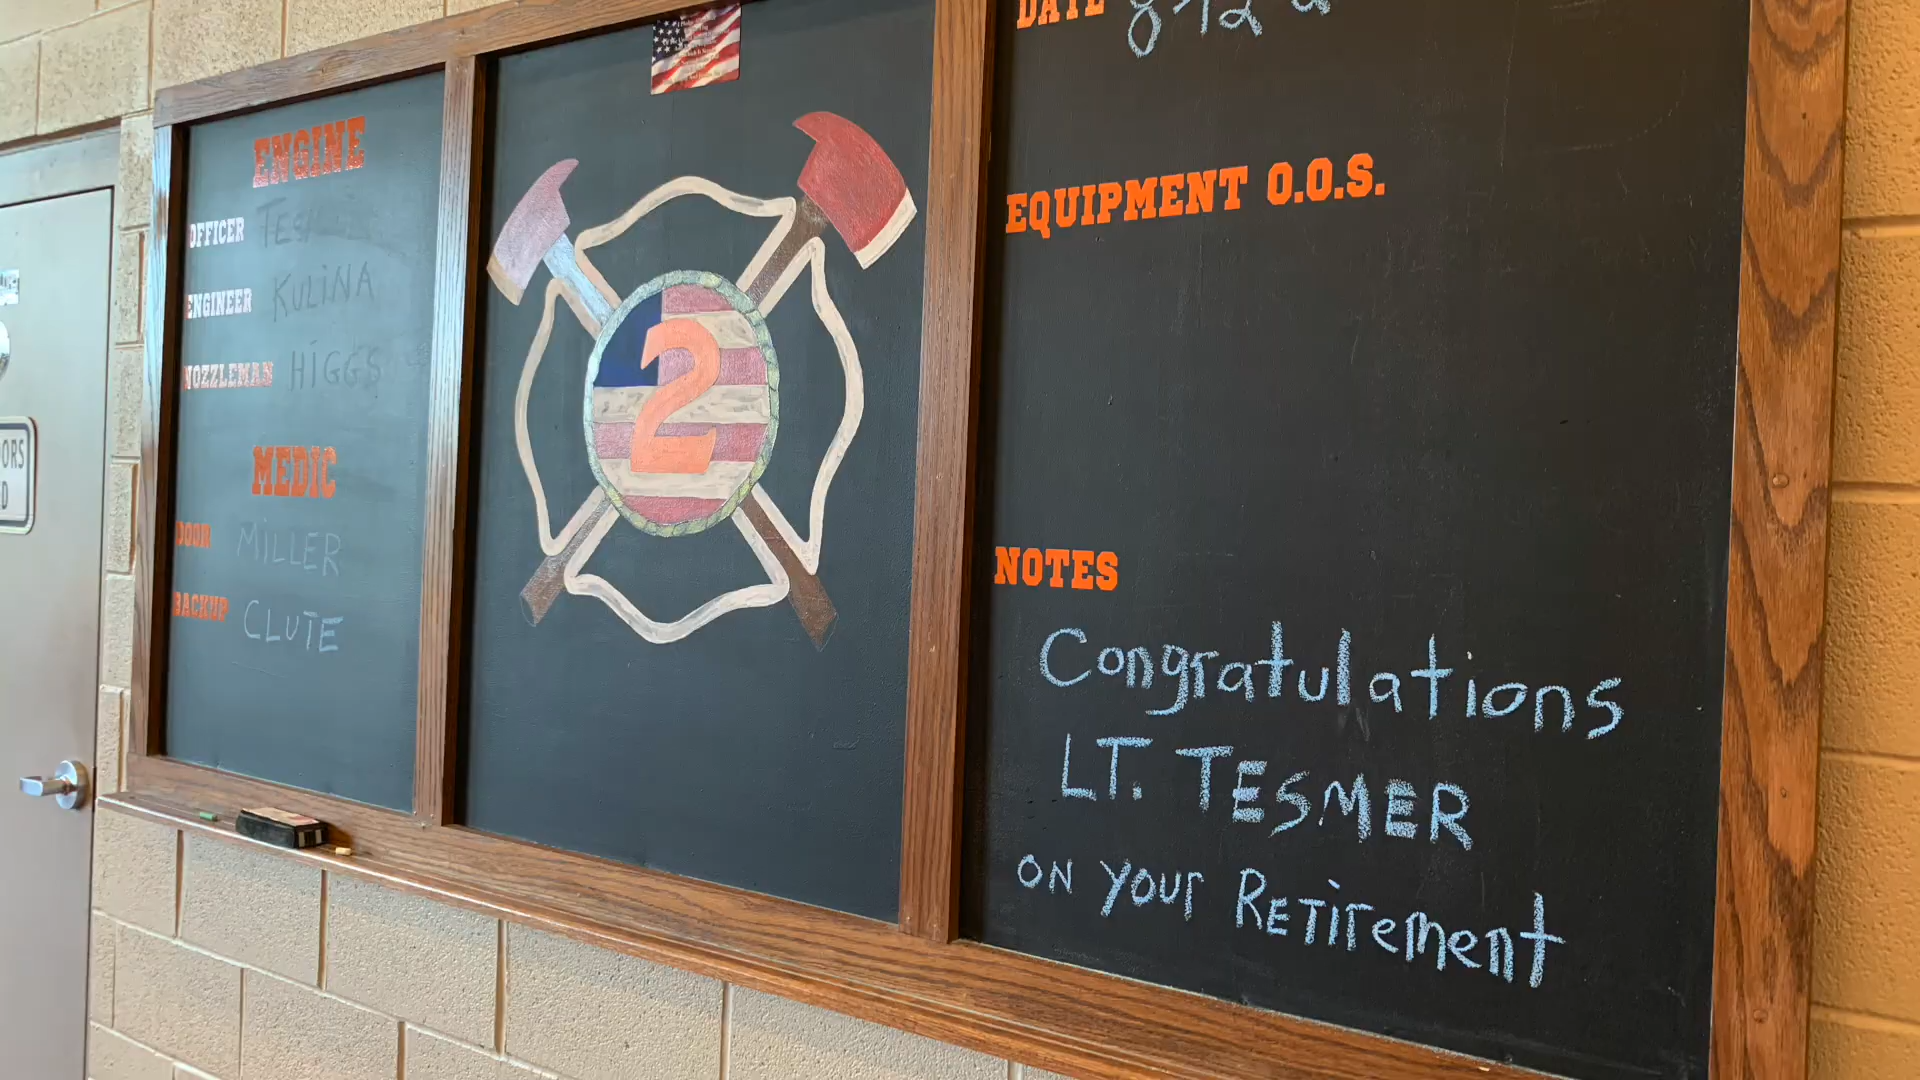 ENGINE
OFFICER
ENGINEER KULINA
NOZZLEMAN HIGGS
MEDIC
DOOR MILLER
BACKUP CLUTE
2
DATE
EQUIPMENT O.O.S.
NOTES
Congratulations
LT. TESMER
ON YOUR RETIREMENT